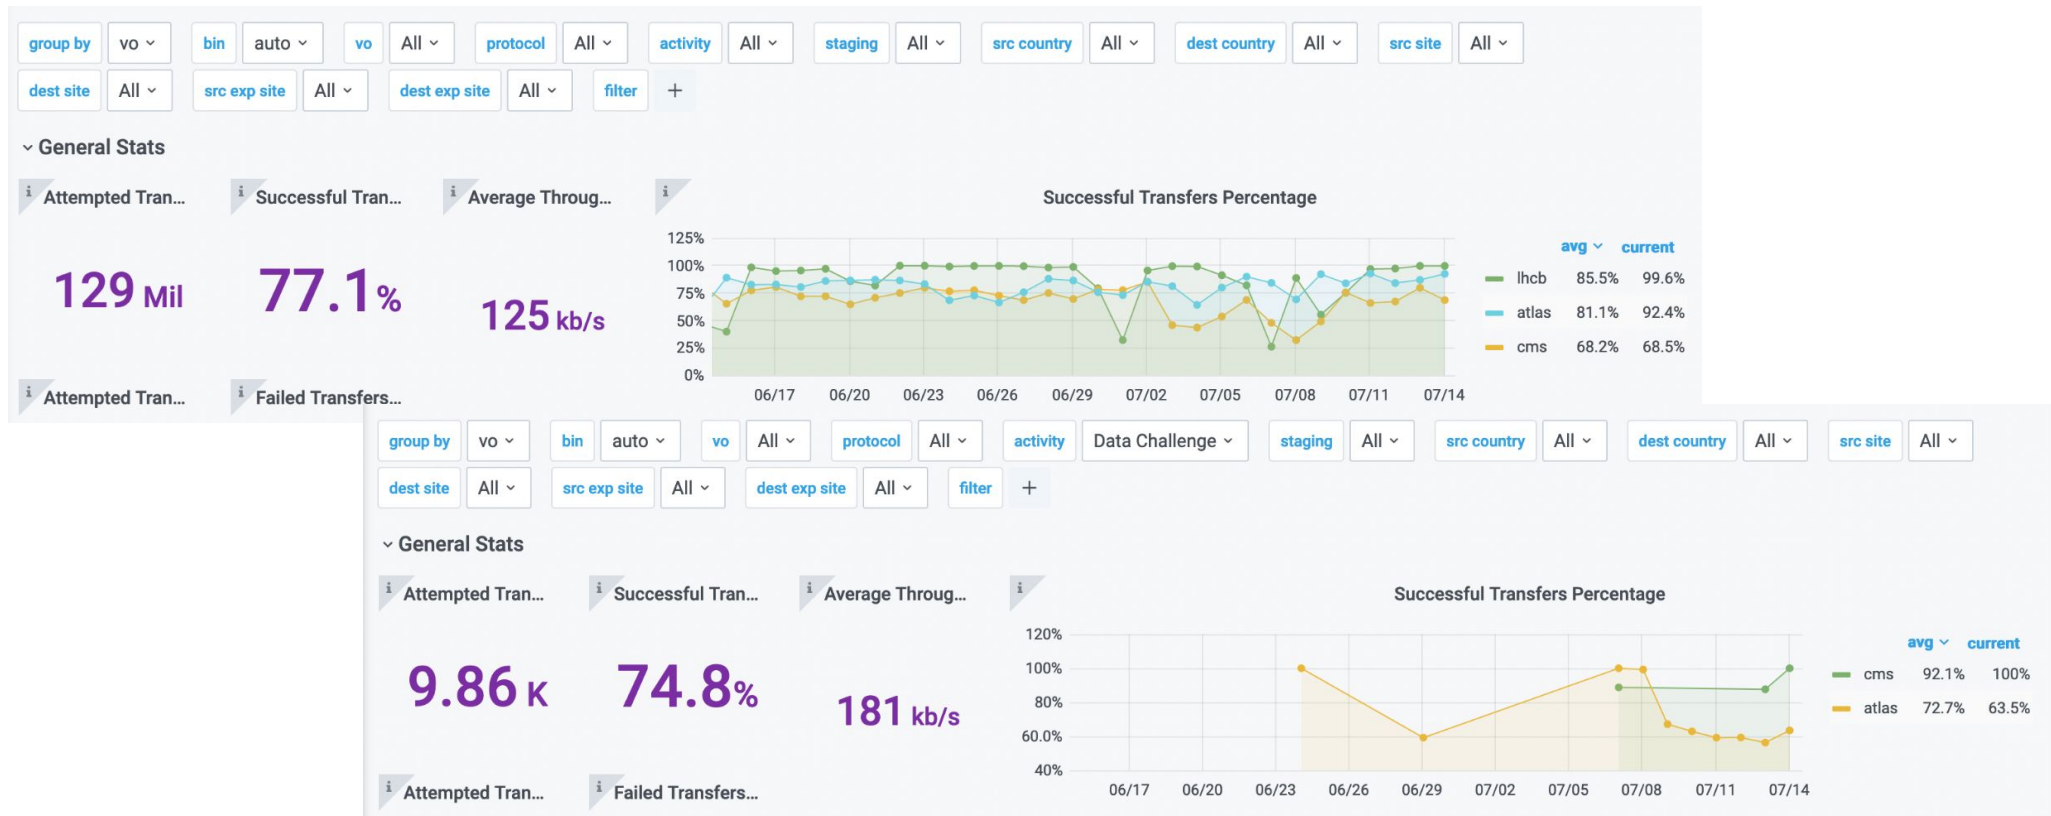 group by vo bin auto vo All protocol All activity All staging All src country All dest country All src site All
dest site All src exp site All dest exp site All filter +
General Stats
i Attempted Tran... i Successful Tran... i Average Throug... i Successful Transfers Percentage
129 Mil
77.1%
125 kb/s
125%
100%
75%
50%
25%
0%
06/17 06/20 06/23 06/26 06/29 07/02 07/05 07/08 07/11 07/14
avg current
lhcb 85.5% 99.6%
atlas 81.1% 92.4%
cms 68.2% 68.5%
i Attempted Tran... i Failed Transfers...
group by vo bin auto vo All protocol All activity Data Challenge staging All src country All dest country All src site All
dest site All src exp site All dest exp site All filter +
General Stats
i Attempted Tran... i Successful Tran... i Average Throug... i Successful Transfers Percentage
9.86 K
74.8%
181 kb/s
120%
100%
80%
60.0%
40%
06/17 06/20 06/23 06/26 06/29 07/02 07/05 07/08 07/11 07/14
avg current
cms 92.1% 100%
atlas 72.7% 63.5%
i Attempted Tran... i Failed Transfers...